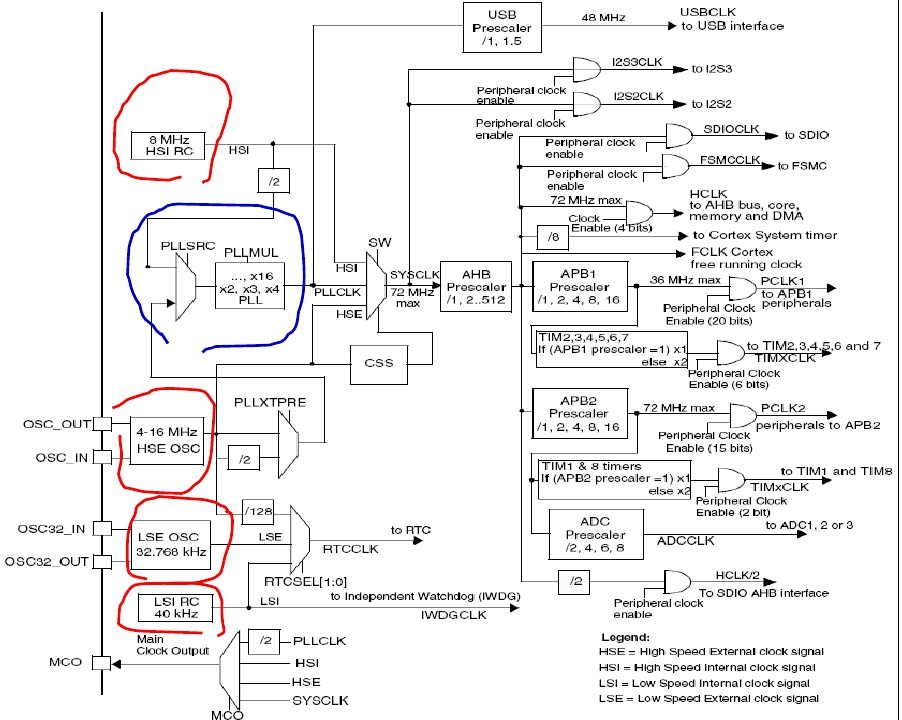 USB
Prescaler
/1, 1.5
48 MHz
USBCLK
to USB interface
I2S3CLK
to I2S3
Peripheral clock
enable
I2S2CLK
to I2S2
Peripheral clock
enable
SDIOCLK
to SDIO
Peripheral clock
enable
FSMCCLK
to FSMC
Peripheral clock
enable
8 MHz
HSI RC
HSI
/2
HCLK
to AHB bus, core,
memory and DMA
72 MHz max
Clock
Enable (4 bits)
/8
to Cortex System timer
FCLK Cortex
free running clock
PLLSRC
PLLMUL
..., x16
x2, x3, x4
PLL
SW
HSI
PLLCLK
HSE
SYSCLK
72 MHz
max
AHB
Prescaler
/1, 2..512
APB1
Prescaler
/1, 2, 4, 8, 16
36 MHz max
PCLK1
to APB1
peripherals
Peripheral Clock
Enable (20 bits)
TIM2,3,4,5,6,7
If (APB1 prescaler =1) x1
else x2
to TIM2,3,4,5,6 and 7
TIMXCLK
Peripheral Clock
Enable (6 bits)
CSS
PLLXTPRE
OSC_OUT
OSC_IN
4-16 MHz
HSE OSC
/2
APB2
Prescaler
/1, 2, 4, 8, 16
72 MHz max
PCLK2
peripherals to APB2
Peripheral Clock
Enable (15 bits)
TIM1 & 8 timers
If (APB2 prescaler =1) x1
else x2
to TIM1 and TIM8
TIMxCLK
Peripheral Clock
Enable (2 bit)
OSC32_IN
OSC32_OUT
LSE OSC
32.768 kHz
/128
LSE
to RTC
RTCCLK
RTCSEL[1:0]
ADC
Prescaler
/2, 4, 6, 8
to ADC1, 2 or 3
ADCCLK
/2
HCLK/2
To SDIO AHB interface
Peripheral clock
enable
LSI RC
40 kHz
LSI
to Independent Watchdog (IWDG)
IWDGCLK
Main
Clock Output
MCO
/2
PLLCLK
HSI
HSE
SYSCLK
MCO
Legend:
HSE = High Speed External clock signal
HSI = High Speed Internal clock signal
LSI = Low Speed Internal clock signal
LSE = Low Speed External clock signal